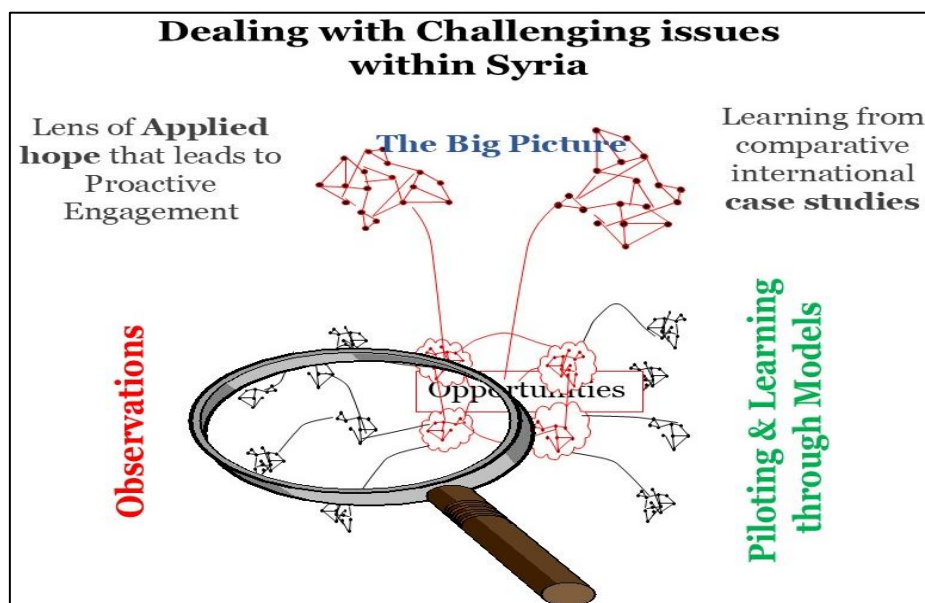 Dealing with Challenging issues
within Syria
Lens of Applied
hope that leads to
Proactive
Engagement
The Big Picture
Learning from
comparative
international
case studies
Observations
Opportunities
Piloting & Learning
through Models